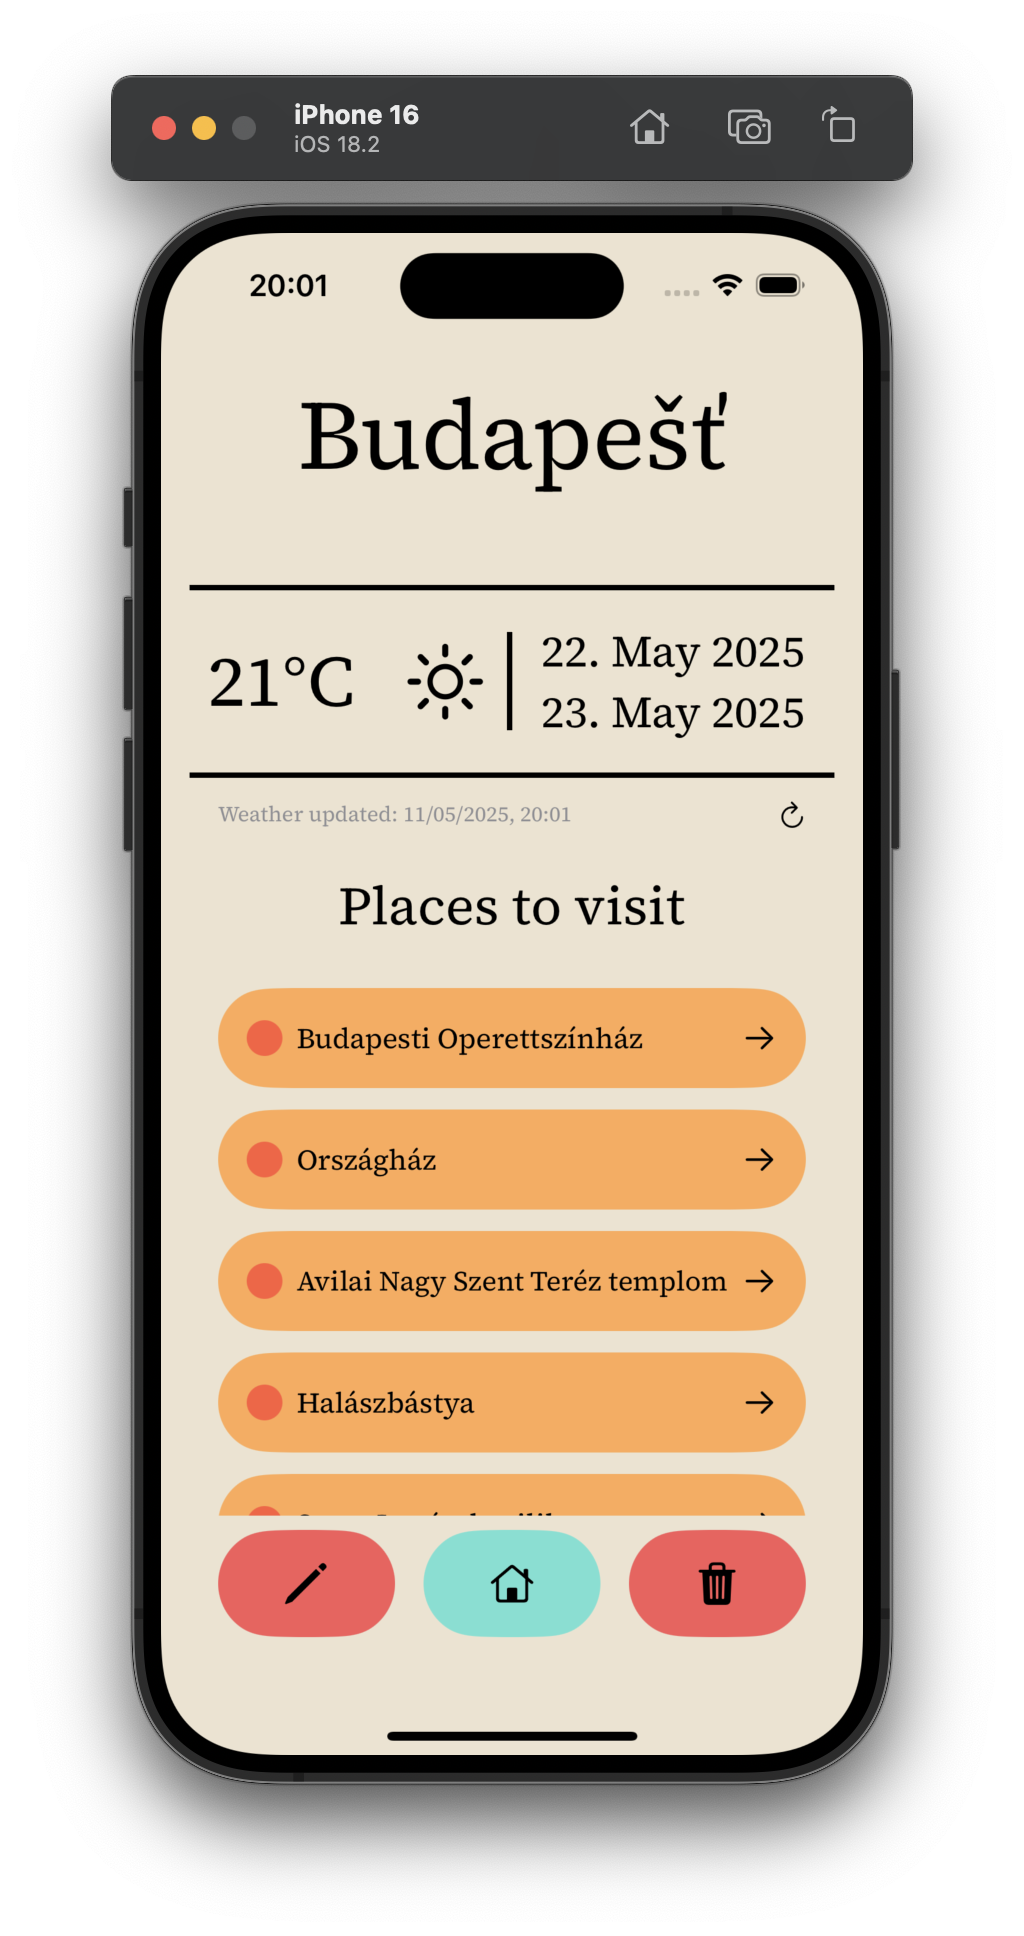 iPhone 16
iOS 18.2
20:01
Budapešť
21°C
22. May 2025
23. May 2025
Weather updated: 11/05/2025, 20:01
Places to visit
Budapesti Operettszínház
Országház
Avilai Nagy Szent Teréz templom
Halászbástya